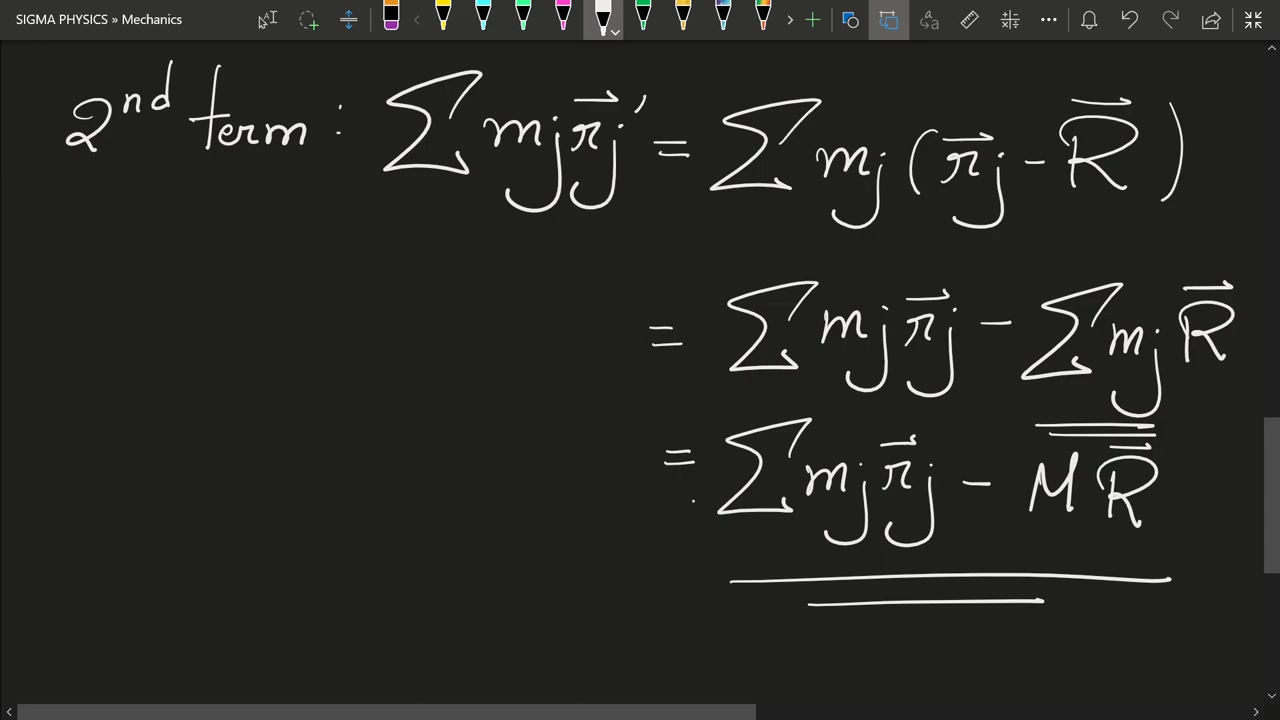 SIGMA PHYSICS » Mechanics
2nd term : ∑ mj r⃗j′ = ∑ mj (r⃗j - R⃗)
= ∑ mj r⃗j - ∑ mj R⃗
= ∑ mj r⃗j - M R⃗